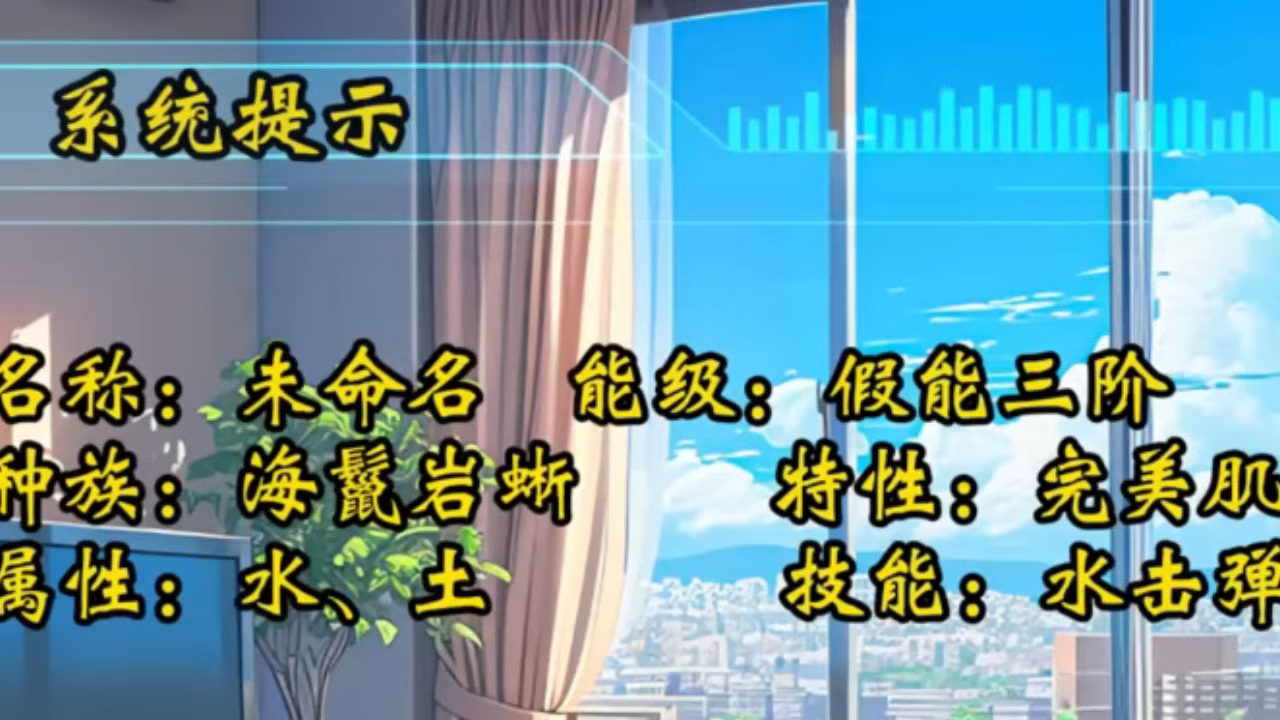 系统提示
名称：未命名 能级：假能三阶
种族：海鬣岩蜥 特性：完美肌
属性：水、土 技能：水击弹